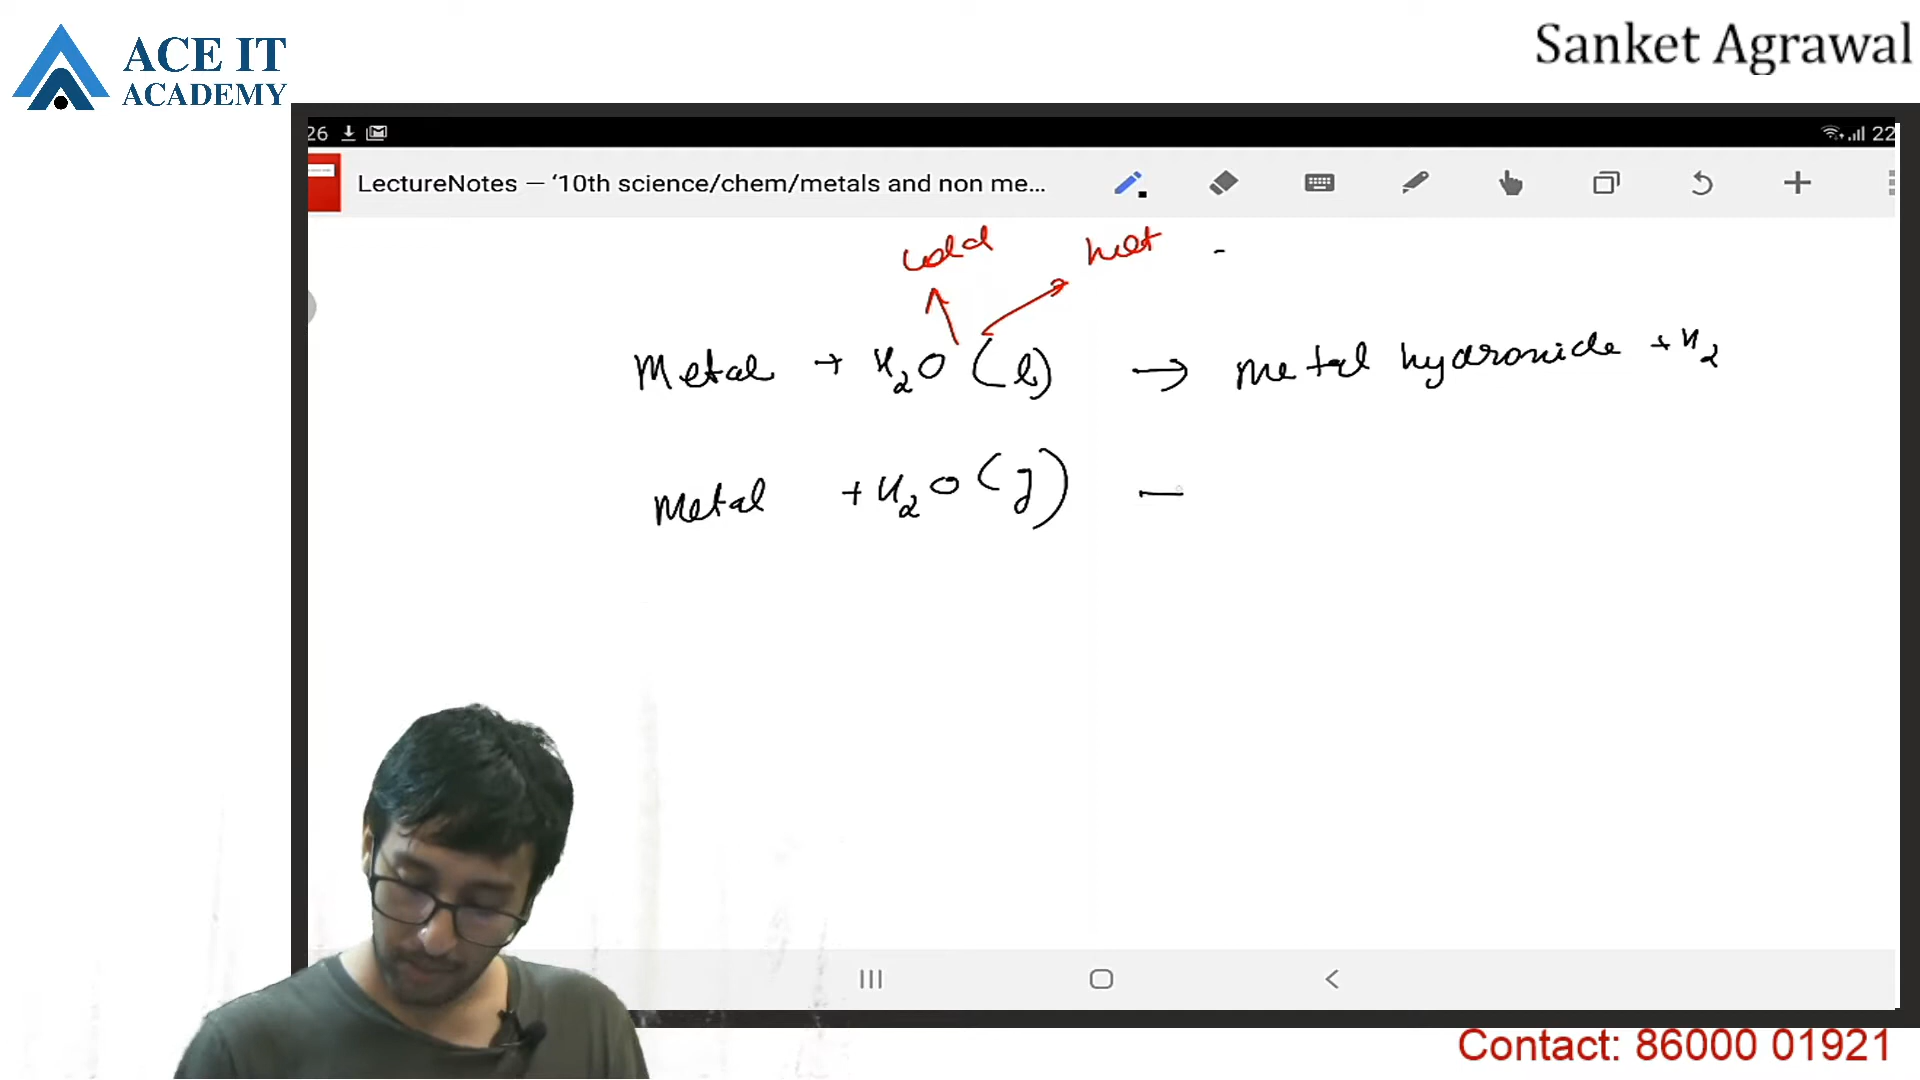 ACE IT
ACADEMY
Sanket Agrawal
26
22
LectureNotes — ‘10th science/chem/metals and non me...
cold hot -
Metal + H2O (l) → Metal hydroxide + H2
Metal + H2O (g) —
Contact: 86000 01921